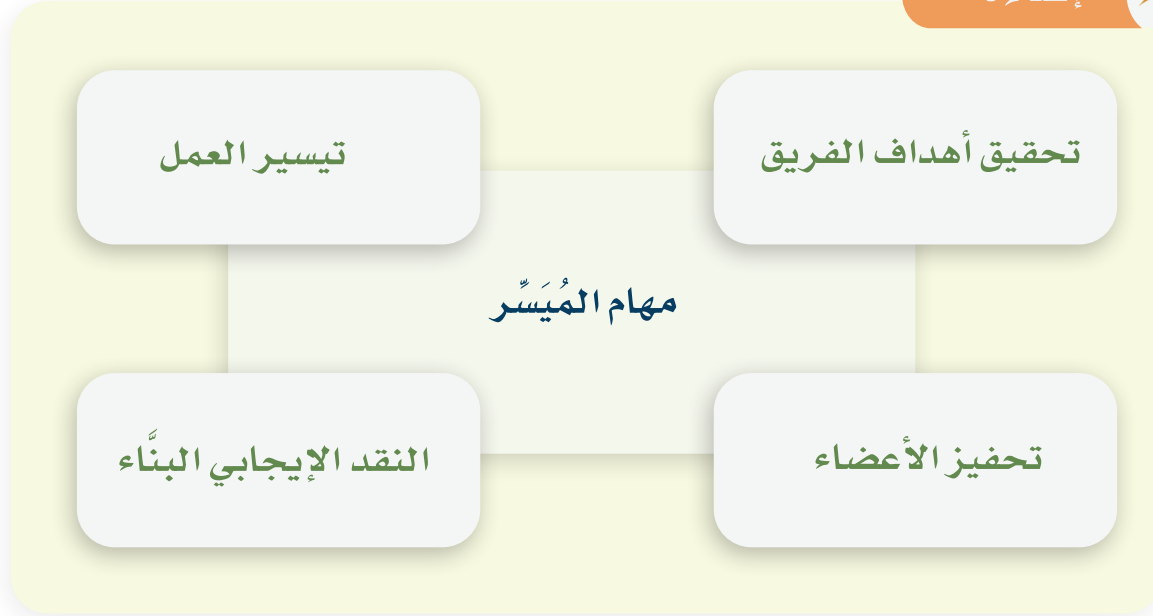 تحقيق أهداف الفريق
تيسير العمل
مهام المُيَسِّر
تحفيز الأعضاء
النقد الإيجابي البنَّاء